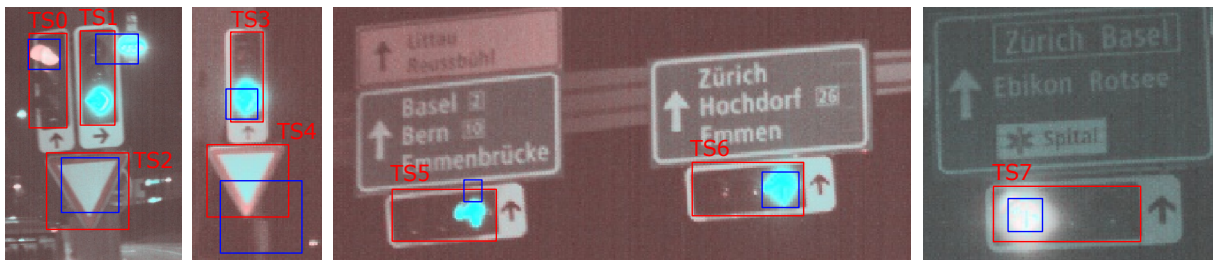 TS0 TS1
TS2
TS3
TS4
Littau
Reussbühl
Basel 2
Bern 10
Emmenbrücke
TS5
Zürich
Hochdorf 26
Emmen
TS6
Zürich Basel
Ebikon Rotsee
Spital
TS7